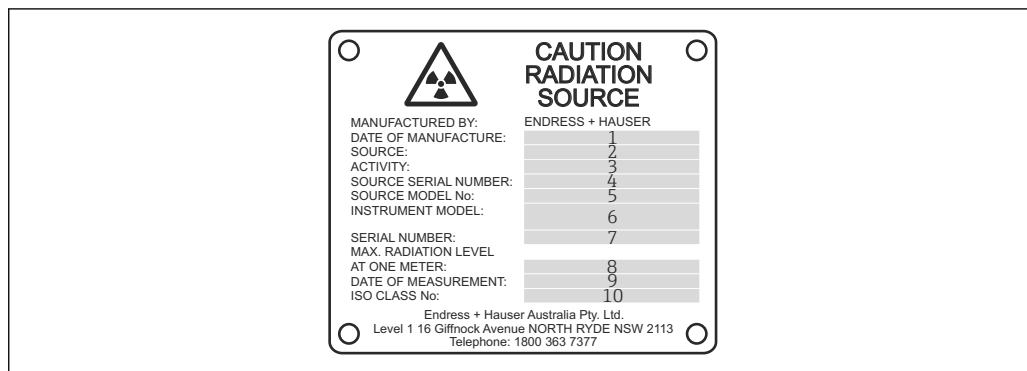 CAUTION
RADIATION
SOURCE
MANUFACTURED BY: ENDRESS + HAUSER
DATE OF MANUFACTURE: 1
SOURCE: 2
ACTIVITY: 3
SOURCE SERIAL NUMBER: 4
SOURCE MODEL No: 5
INSTRUMENT MODEL: 6
SERIAL NUMBER: 7
MAX. RADIATION LEVEL
AT ONE METER: 8
DATE OF MEASUREMENT: 9
ISO CLASS No: 10
Endress + Hauser Australia Pty. Ltd.
Level 1 16 Giffnock Avenue NORTH RYDE NSW 2113
Telephone: 1800 363 7377